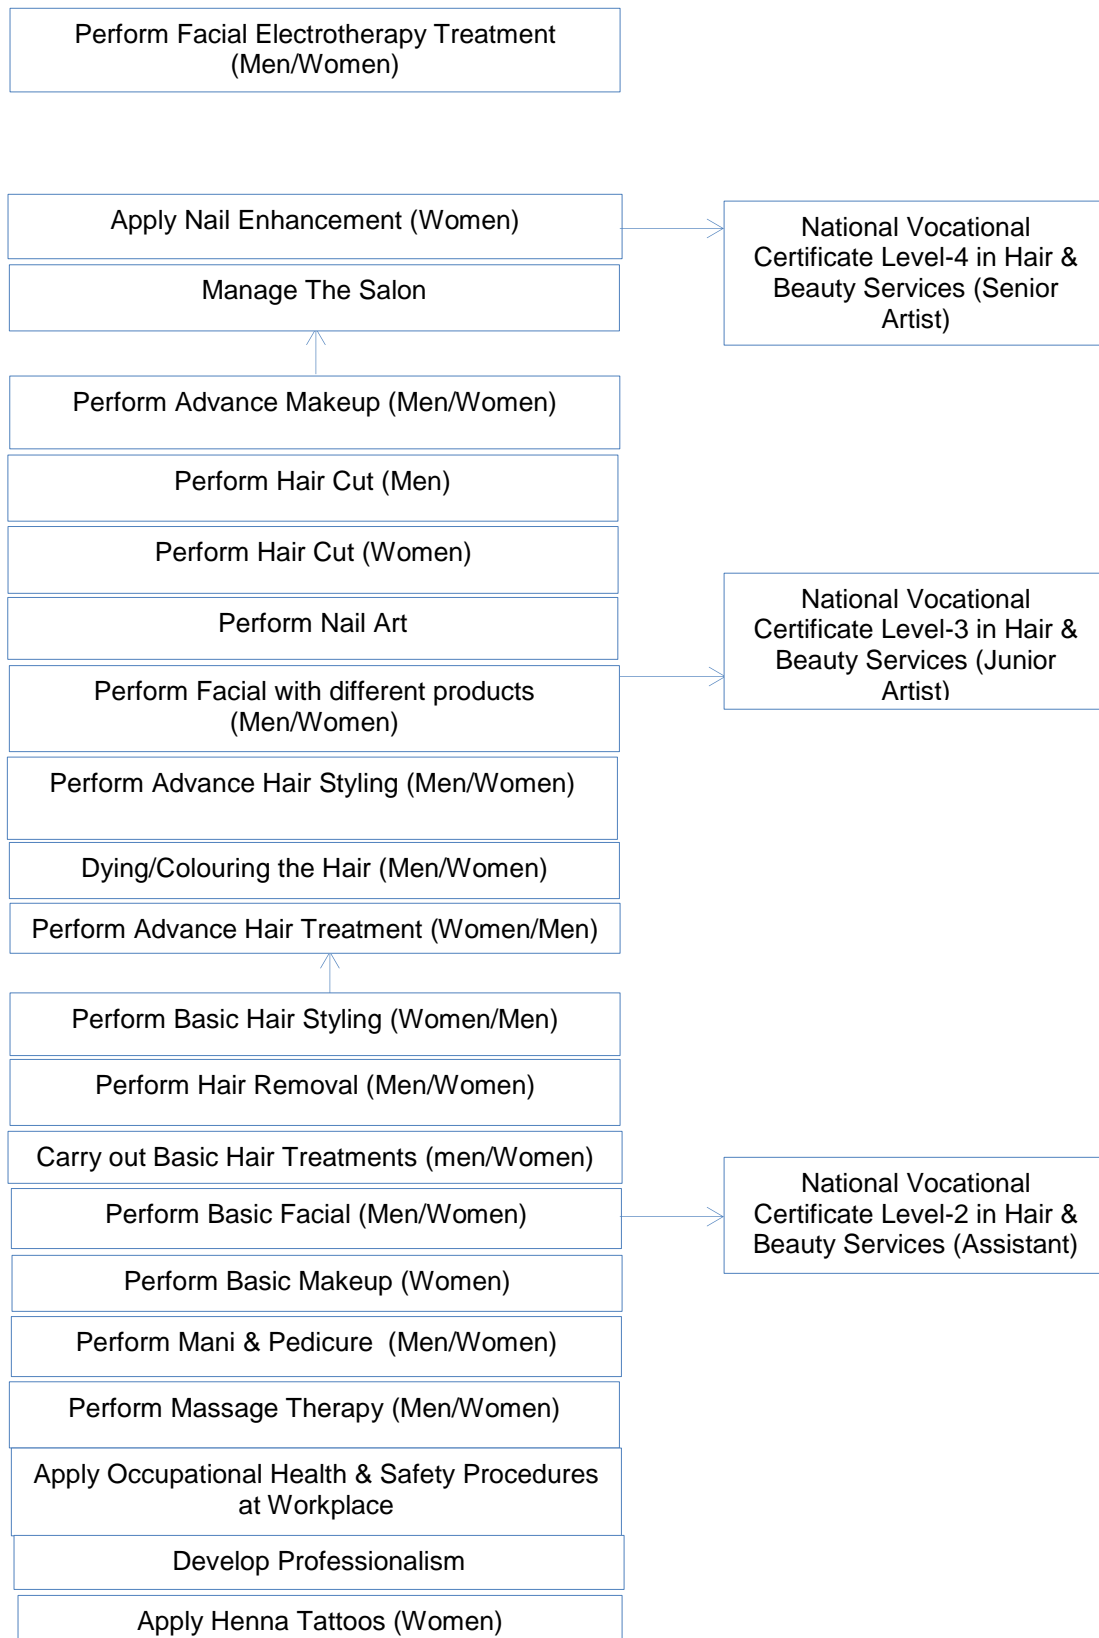 Perform Facial Electrotherapy Treatment
(Men/Women)
Apply Nail Enhancement (Women)
National Vocational
Certificate Level-4 in Hair &
Beauty Services (Senior
Artist)
Manage The Salon
Perform Advance Makeup (Men/Women)
Perform Hair Cut (Men)
Perform Hair Cut (Women)
Perform Nail Art
National Vocational
Certificate Level-3 in Hair &
Beauty Services (Junior
Artist)
Perform Facial with different products
(Men/Women)
Perform Advance Hair Styling (Men/Women)
Dying/Colouring the Hair (Men/Women)
Perform Advance Hair Treatment (Women/Men)
Perform Basic Hair Styling (Women/Men)
Perform Hair Removal (Men/Women)
Carry out Basic Hair Treatments (men/Women)
Perform Basic Facial (Men/Women)
National Vocational
Certificate Level-2 in Hair &
Beauty Services (Assistant)
Perform Basic Makeup (Women)
Perform Mani & Pedicure  (Men/Women)
Perform Massage Therapy (Men/Women)
Apply Occupational Health & Safety Procedures
at Workplace
Develop Professionalism
Apply Henna Tattoos (Women)